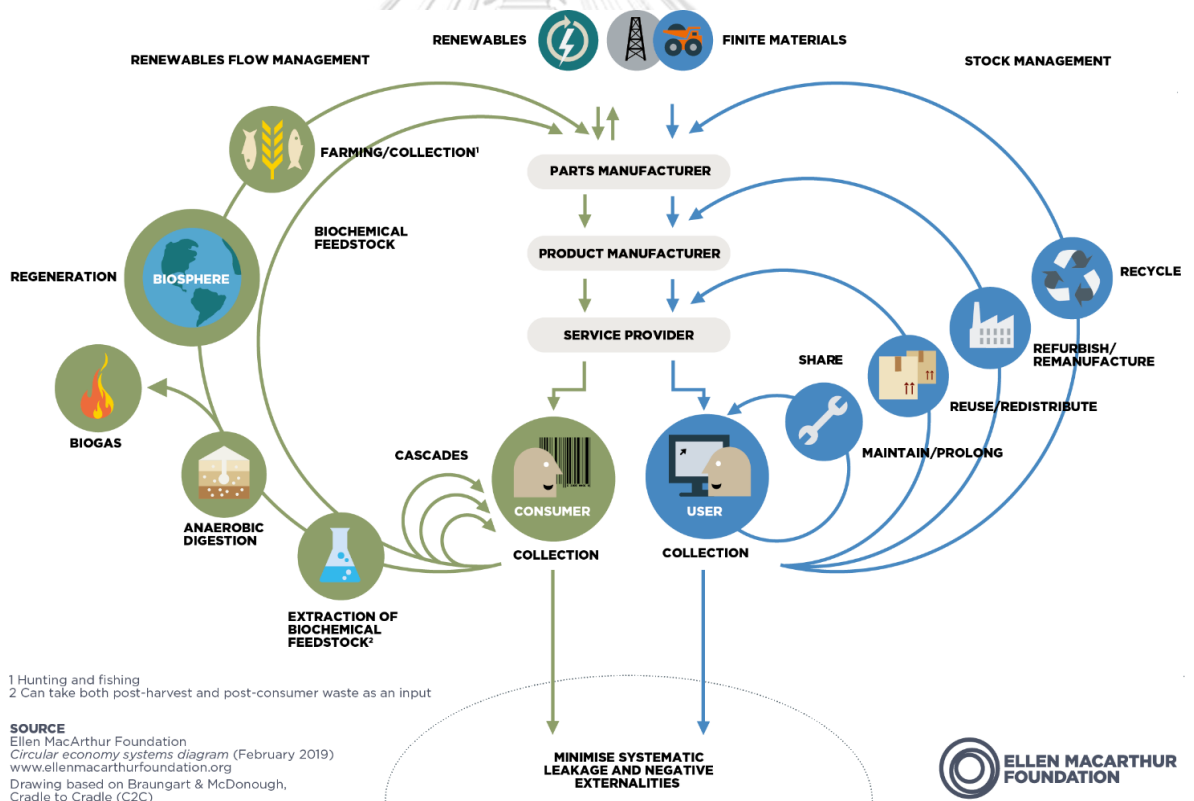 RENEWABLES
FINITE MATERIALS
RENEWABLES FLOW MANAGEMENT
STOCK MANAGEMENT
FARMING/COLLECTION¹
PARTS MANUFACTURER
BIOCHEMICAL
FEEDSTOCK
PRODUCT MANUFACTURER
REGENERATION
BIOSPHERE
RECYCLE
SERVICE PROVIDER
SHARE
REFURBISH/
REMANUFACTURE
REUSE/REDISTRIBUTE
BIOGAS
CASCADES
MAINTAIN/PROLONG
CONSUMER
USER
ANAEROBIC
DIGESTION
COLLECTION
COLLECTION
EXTRACTION OF
BIOCHEMICAL
FEEDSTOCK²
1 Hunting and fishing
2 Can take both post-harvest and post-consumer waste as an input
SOURCE
Ellen MacArthur Foundation
Circular economy systems diagram (February 2019)
www.ellenmacarthurfoundation.org
Drawing based on Braungart & McDonough,
Cradle to Cradle (C2C)
MINIMISE SYSTEMATIC
LEAKAGE AND NEGATIVE
EXTERNALITIES
ELLEN MACARTHUR
FOUNDATION